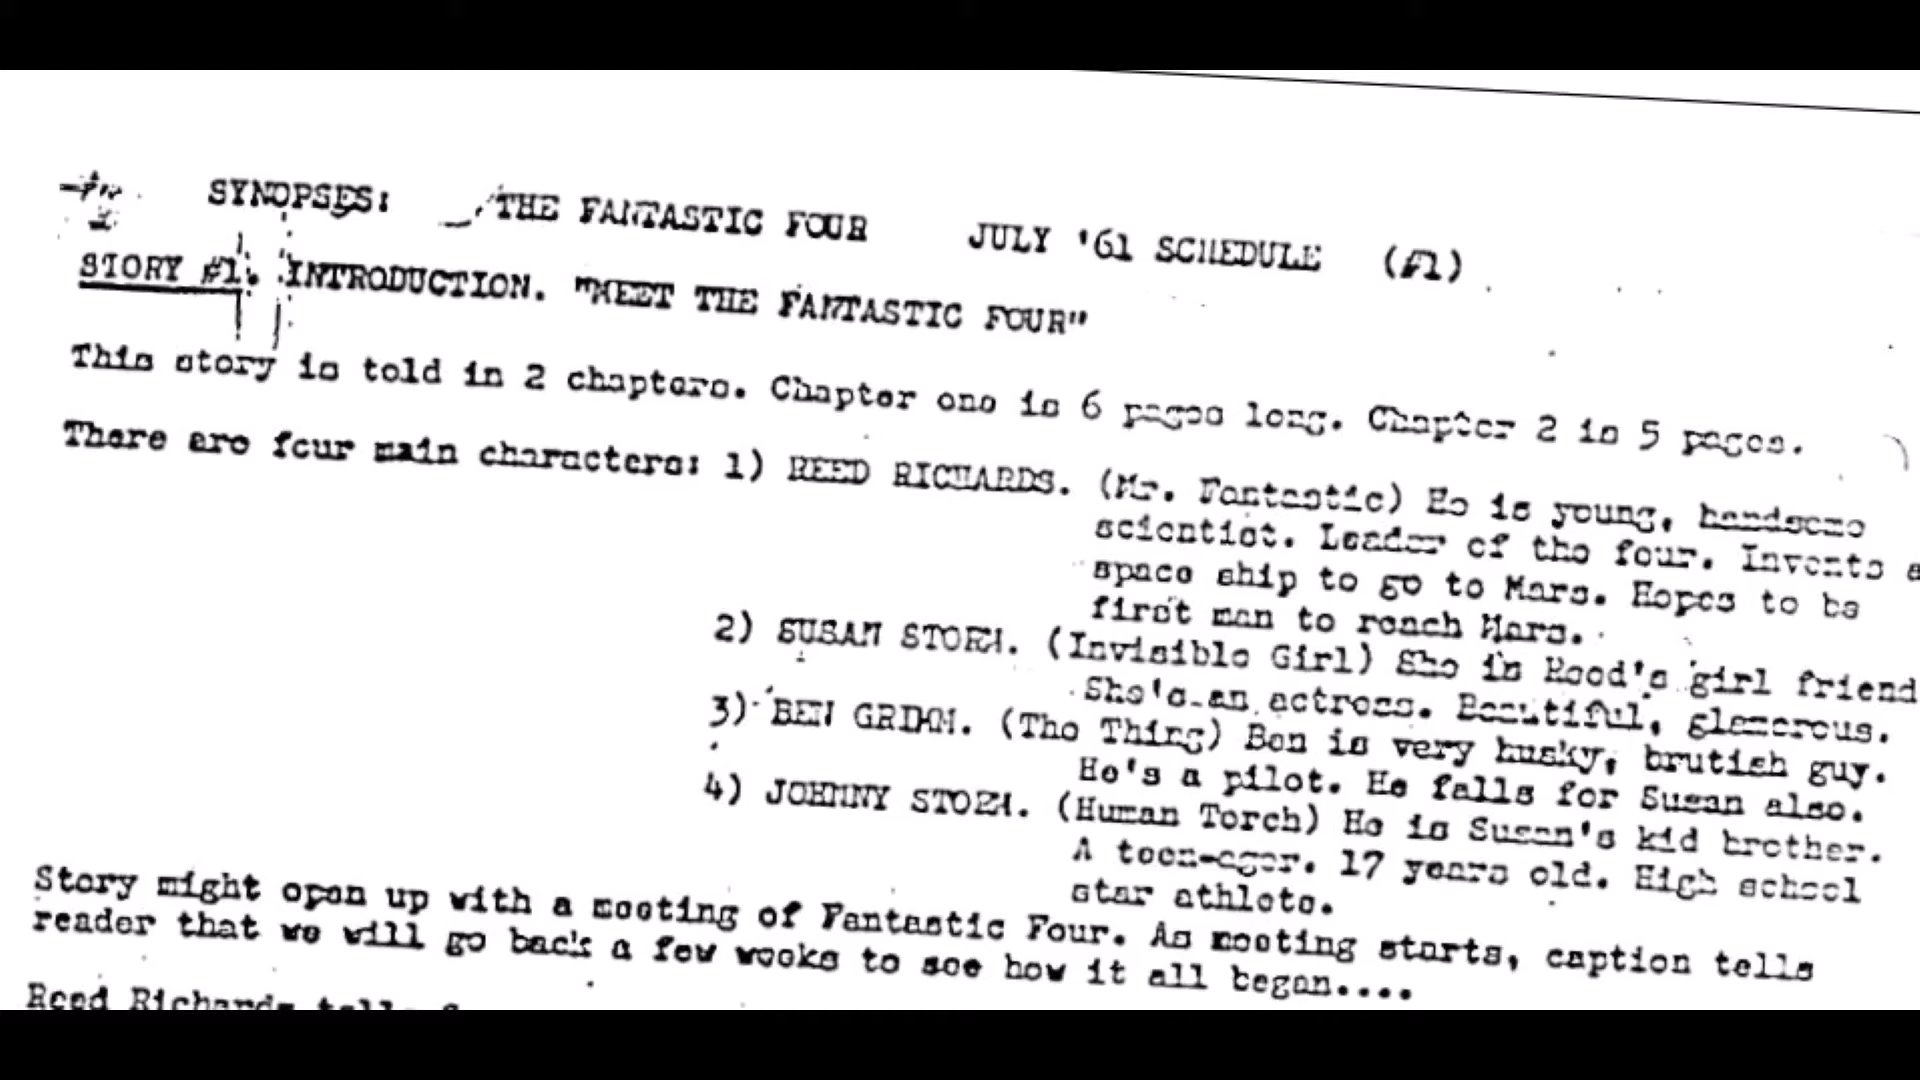 SYNOPSES: THE FANTASTIC FOUR JULY '61 SCHEDULE (#1)
STORY #1. INTRODUCTION. "MEET THE FANTASTIC FOUR"
This story is told in 2 chapters. Chapter one is 6 pages long. Chapter 2 is 5 pages.
There are four main characters: 1) REED RICHARDS. (Mr. Fantastic) He is young, handsome
scientist. Leader of the four. Invents a
space ship to go to Mars. Hopes to be
first man to reach Mars.
2) SUSAN STORM. (Invisible Girl) She is Reed's girl friend
She's an actress. Beautiful, glamorous.
3) BEN GRIMM. (The Thing) Ben is very husky, brutish guy.
He's a pilot. He falls for Susan also.
4) JOHNNY STORM. (Human Torch) He is Susan's kid brother.
A teen-ager. 17 years old. High school
star athlete.
Story might open up with a meeting of Fantastic Four. As meeting starts, caption tells
reader that we will go back a few weeks to see how it all began....
Reed Richards